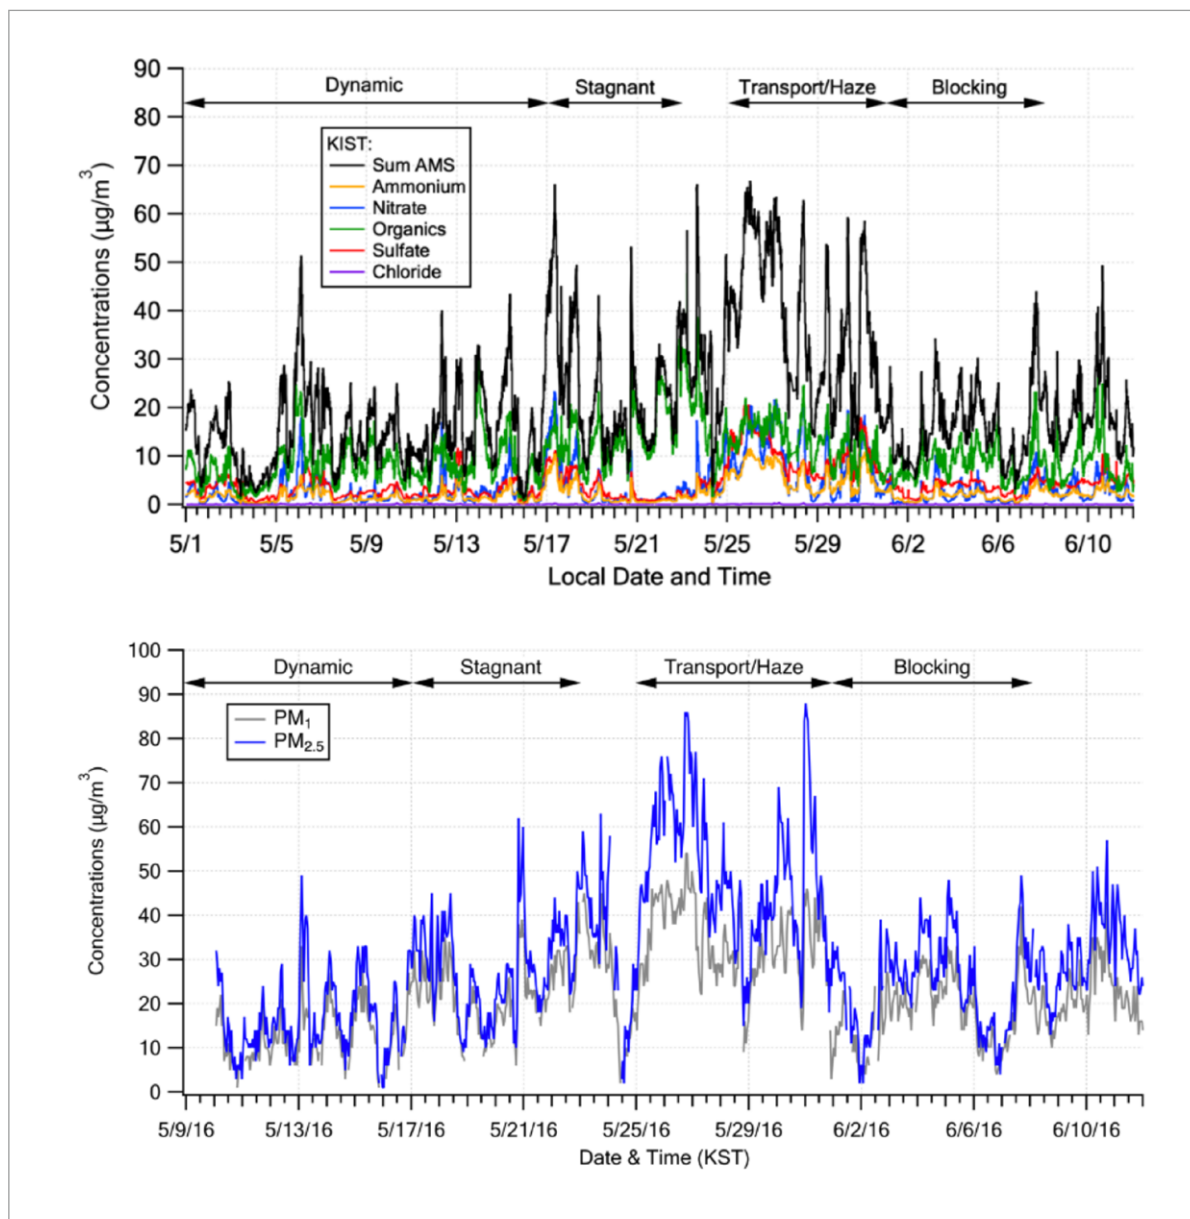 90
Dynamic
Stagnant
Transport/Haze
Blocking
80
70
60
50
40
30
20
10
0
Concentrations (µg/m³)
KIST:
Sum AMS
Ammonium
Nitrate
Organics
Sulfate
Chloride
5/1 5/5 5/9 5/13 5/17 5/21 5/25 5/29 6/2 6/6 6/10
Local Date and Time
100
Dynamic
Stagnant
Transport/Haze
Blocking
90
80
70
60
50
40
30
20
10
0
Concentrations (µg/m³)
PM₁
PM₂.₅
5/9/16 5/13/16 5/17/16 5/21/16 5/25/16 5/29/16 6/2/16 6/6/16 6/10/16
Date & Time (KST)